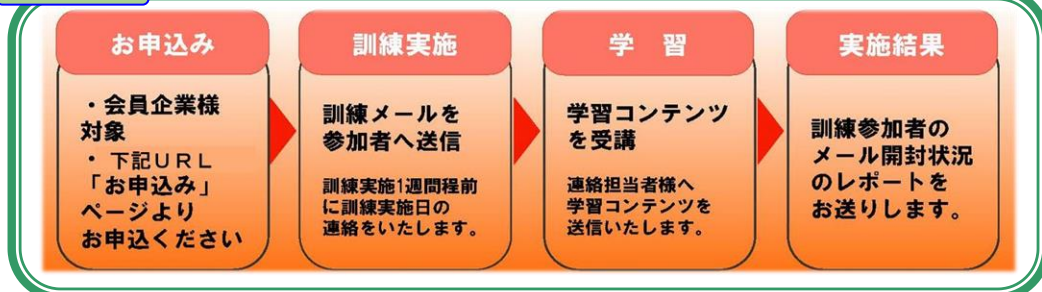 お申込み
・会員企業様
対象
・ 下記URL
「お申込み」
ページより
お申込ください
訓練実施
訓練メールを
参加者へ送信
訓練実施1週間程前
に訓練実施日の
連絡をいたします。
学 習
学習コンテンツ
を受講
連絡担当者様へ
学習コンテンツを
送信いたします。
実施結果
訓練参加者の
メール開封状況
のレポートを
お送りします。